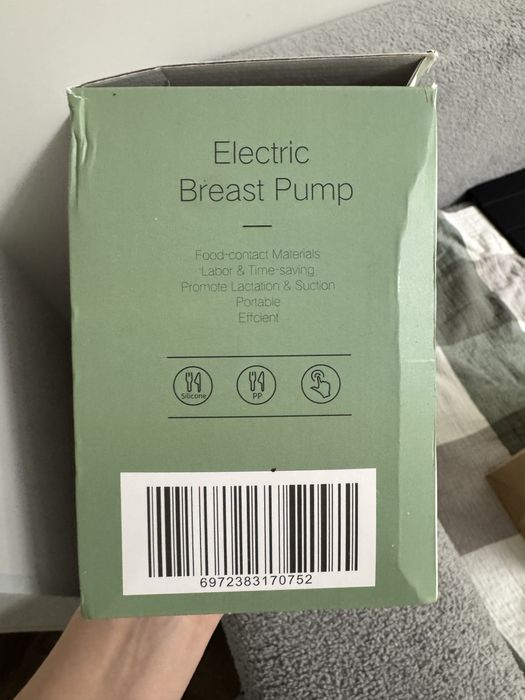 Electric
Breast Pump
Food-contact Materials
Labor & Time-saving
Promote Lactation & Suction
Portable
Effcient
Silicone
PP
6972383170752